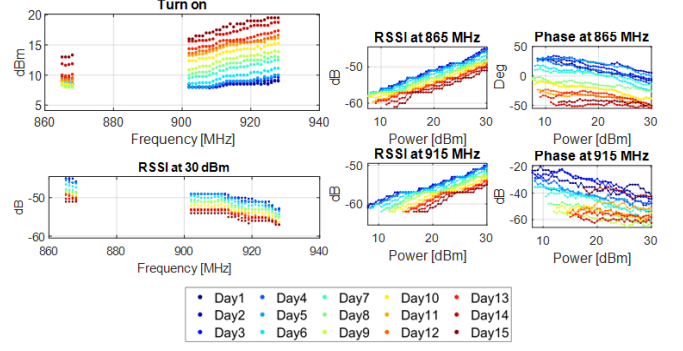 Turn on
20
15
10
5
dBm
860
880
900
920
940
Frequency [MHz]
RSSI at 865 MHz
-50
-60
dB
10
20
30
Power [dBm]
Phase at 865 MHz
50
0
-50
Deg
10
20
30
Power [dBm]
RSSI at 30 dBm
-50
-60
dB
860
880
900
920
940
Frequency [MHz]
RSSI at 915 MHz
-60
dB
10
20
30
Power [dBm]
Phase at 915 MHz
-20
-40
-60
dB
10
20
30
Power [dBm]
Day1 Day4 Day7 Day10 Day13
Day2 Day5 Day8 Day11 Day14
Day3 Day6 Day9 Day12 Day15